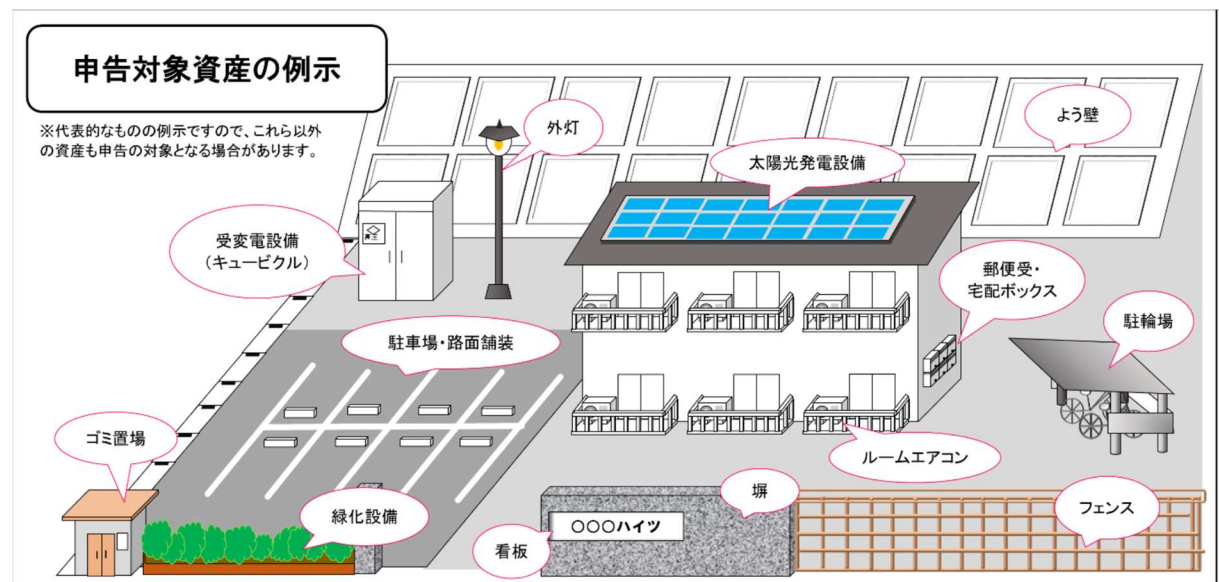 申告対象資産の例示
※代表的なものの例示ですので、これら以外
の資産も申告の対象となる場合があります。
外灯
よう壁
太陽光発電設備
受変電設備
（キュービクル）
郵便受・
宅配ボックス
駐輪場
駐車場・路面舗装
ゴミ置場
ルームエアコン
緑化設備
塀
フェンス
〇〇〇ハイツ
看板